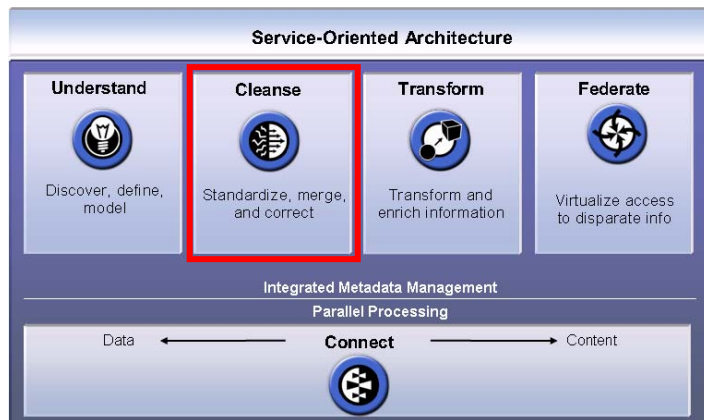 Service-Oriented Architecture
Understand
Discover, define,
model
Cleanse
Standardize, merge,
and correct
Transform
Transform and
enrich information
Federate
Virtualize access
to disparate info
Integrated Metadata Management
Parallel Processing
Data
Connect
Content